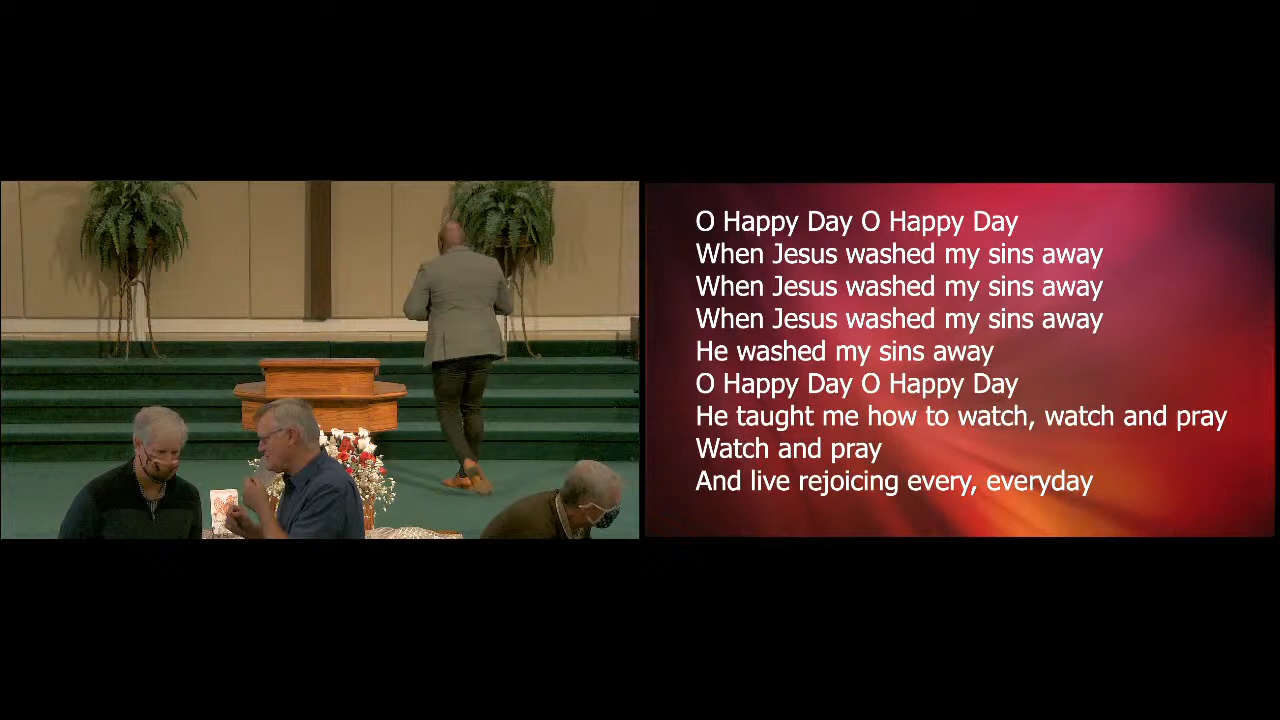 O Happy Day O Happy Day
When Jesus washed my sins away
When Jesus washed my sins away
When Jesus washed my sins away
He washed my sins away
O Happy Day O Happy Day
He taught me how to watch, watch and pray
Watch and pray
And live rejoicing every, everyday